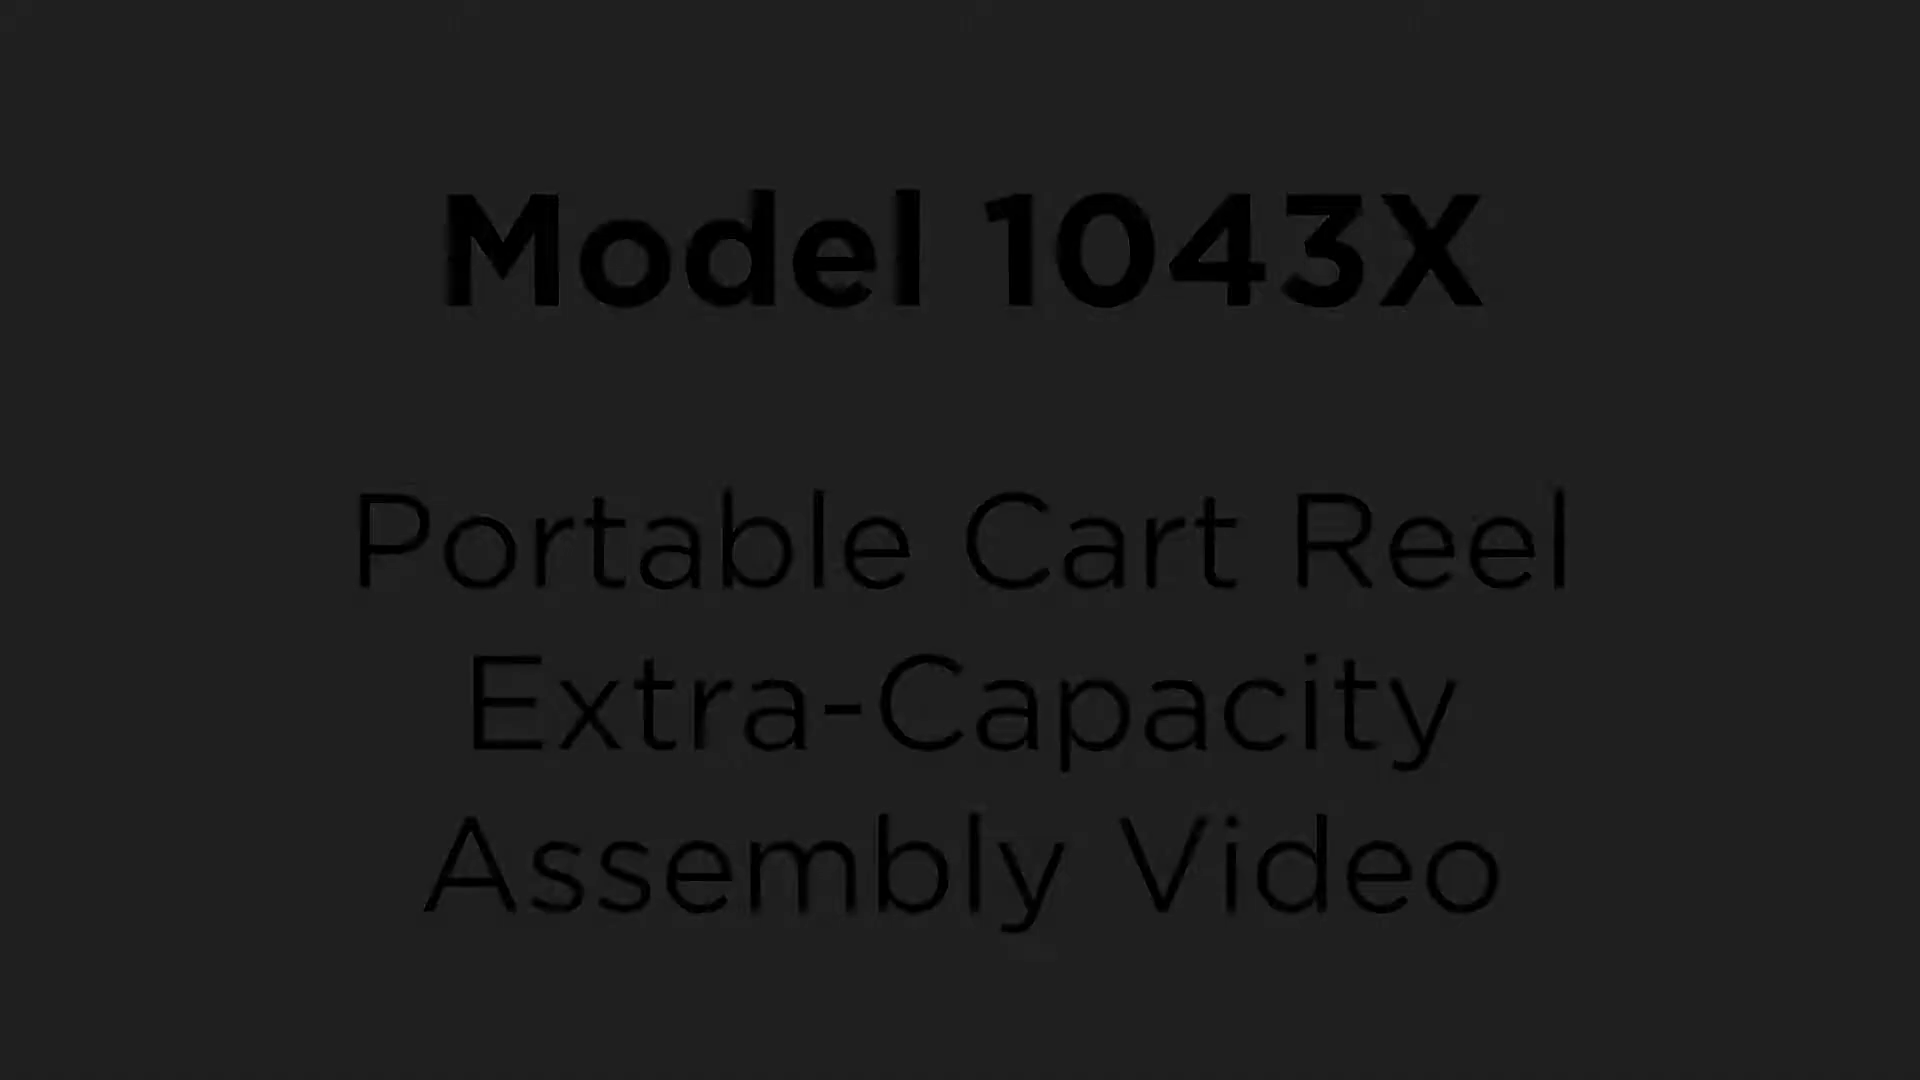 Model 1043X
Portable Cart Reel
Extra-Capacity
Assembly Video